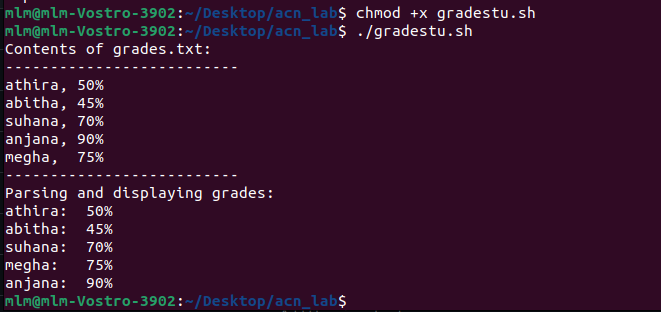 mlm@mlm-Vostro-3902:~/Desktop/acn_lab$ chmod +x gradestu.sh
mlm@mlm-Vostro-3902:~/Desktop/acn_lab$ ./gradestu.sh
Contents of grades.txt:
--------------------------
athira, 50%
abitha, 45%
suhana, 70%
anjana, 90%
megha,  75%
--------------------------
Parsing and displaying grades:
athira:  50%
abitha:  45%
suhana:  70%
megha:   75%
anjana:  90%
mlm@mlm-Vostro-3902:~/Desktop/acn_lab$